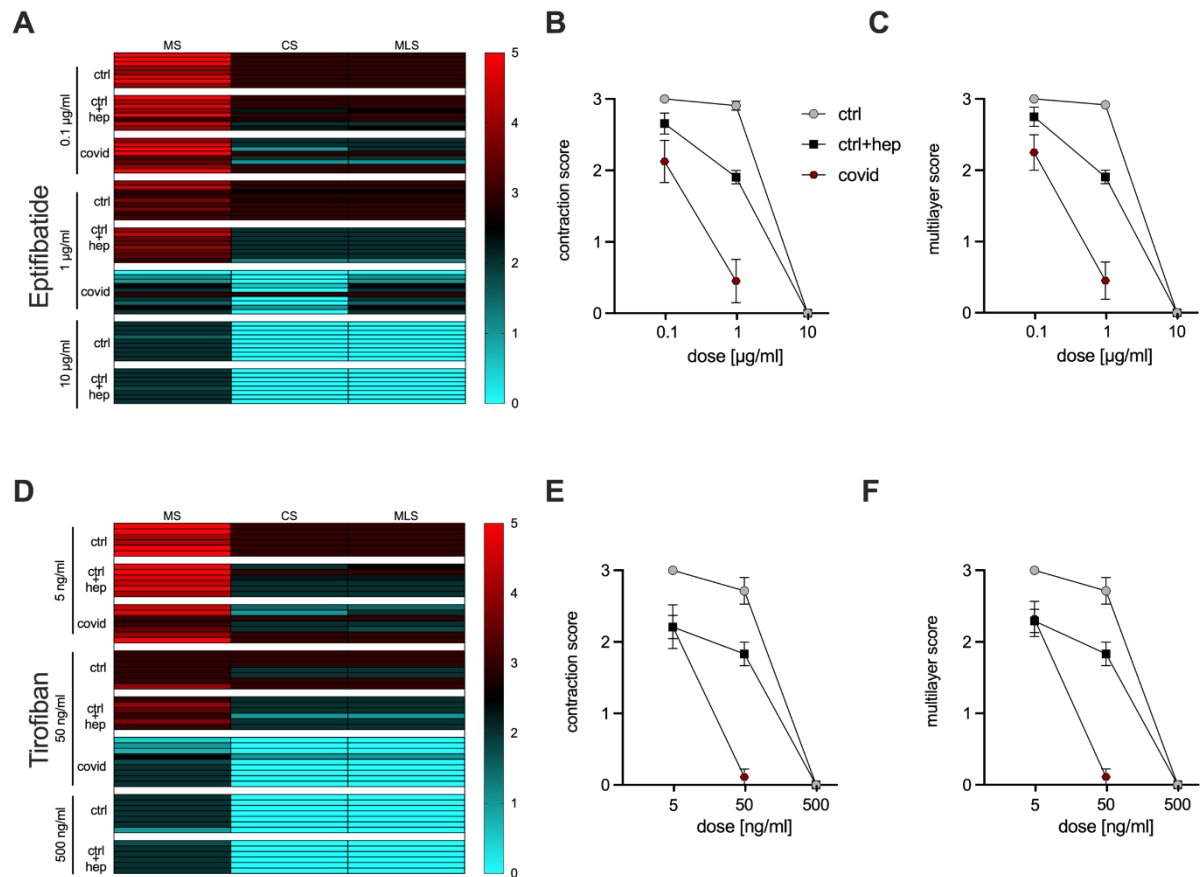 A
MS CS MLS
Eptifibatide
0.1 µg/ml
ctrl
ctrl
+
hep
covid
1 µg/ml
ctrl
ctrl
+
hep
covid
10 µg/ml
ctrl
ctrl
+
hep
5
4
3
2
1
0
B
contraction score
3
2
1
0
0.1 1 10
dose [µg/ml]
ctrl
ctrl+hep
covid
C
multilayer score
3
2
1
0
0.1 1 10
dose [µg/ml]
D
MS CS MLS
Tirofiban
5 ng/ml
ctrl
ctrl
+
hep
covid
50 ng/ml
ctrl
ctrl
+
hep
covid
500 ng/ml
ctrl
ctrl
+
hep
5
4
3
2
1
0
E
contraction score
3
2
1
0
5 50 500
dose [ng/ml]
F
multilayer score
3
2
1
0
5 50 500
dose [ng/ml]